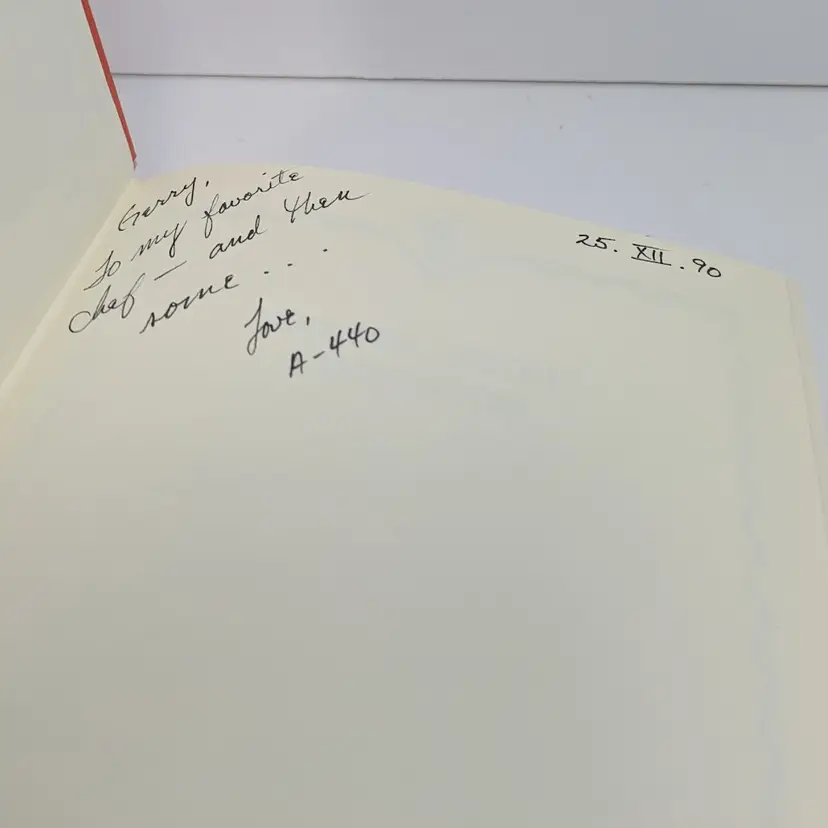 Gerry,
To my favorite
chef — and then
some . . .
Love,
A-440
25. XII. 90